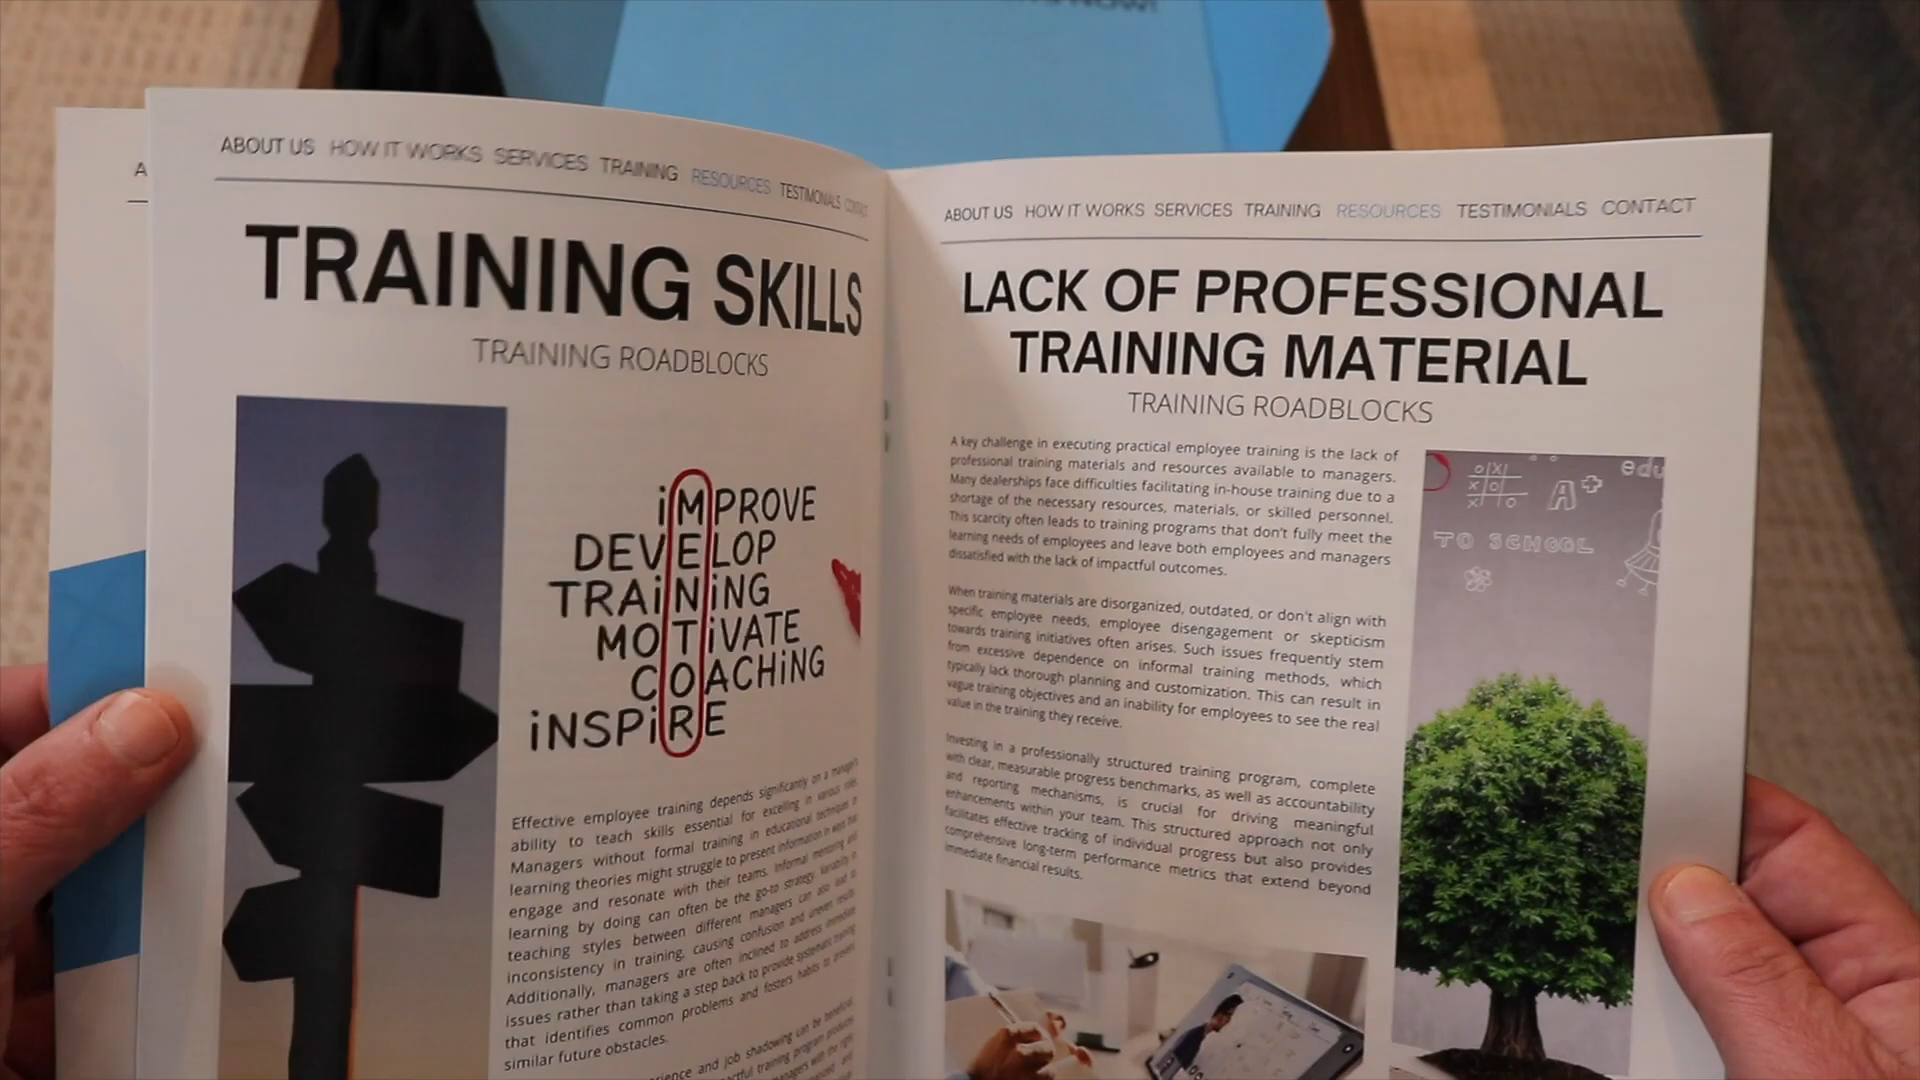 ABOUT US HOW IT WORKS SERVICES TRAINING RESOURCES TESTIMONIALS CONTACT
TRAINING SKILLS
TRAINING ROADBLOCKS
iMPROVE
DEVELOP
TRAiNiNG
MOTiVATE
COACHiNG
iNSPiRE
Effective employee training depends significantly on a manager's
ability to teach skills essential for excelling in various roles.
Managers without formal training in educational techniques or
learning theories might struggle to present information in ways that
engage and resonate with their teams. Informal mentoring and
learning by doing can often be the go-to strategy. Variability in
teaching styles between different managers can also lead to
inconsistency in training, causing confusion and uneven results.
Additionally, managers are often inclined to address immediate
issues rather than taking a step back to provide systematic training
that identifies common problems and fosters habits to prevent
similar future obstacles.
and job shadowing can be beneficial,
training program produces
managers with the right
and
ABOUT US HOW IT WORKS SERVICES TRAINING RESOURCES TESTIMONIALS CONTACT
LACK OF PROFESSIONAL
TRAINING MATERIAL
TRAINING ROADBLOCKS
A key challenge in executing practical employee training is the lack of
professional training materials and resources available to managers.
Many dealerships face difficulties facilitating in-house training due to a
shortage of the necessary resources, materials, or skilled personnel.
This scarcity often leads to training programs that don't fully meet the
learning needs of employees and leave both employees and managers
dissatisfied with the lack of impactful outcomes.
When training materials are disorganized, outdated, or don't align with
specific employee needs, employee disengagement or skepticism
towards training initiatives often arises. Such issues frequently stem
from excessive dependence on informal training methods, which
typically lack thorough planning and customization. This can result in
vague training objectives and an inability for employees to see the real
value in the training they receive.
Investing in a professionally structured training program, complete
with clear, measurable progress benchmarks, as well as accountability
and reporting mechanisms, is crucial for driving meaningful
enhancements within your team. This structured approach not only
facilitates effective tracking of individual progress but also provides
comprehensive long-term performance metrics that extend beyond
immediate financial results.
edu
A+
TO SCHOOL